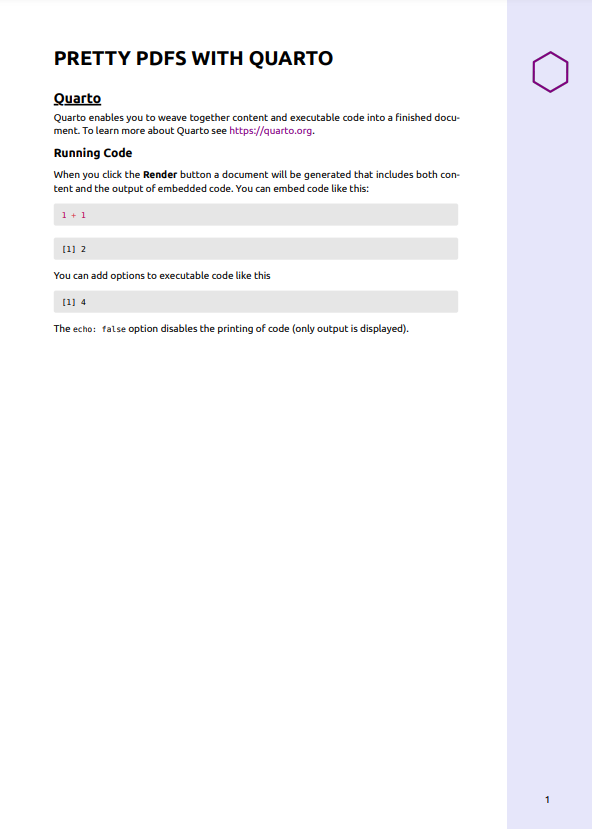 PRETTY PDFS WITH QUARTO
Quarto
Quarto enables you to weave together content and executable code into a finished docu-
ment. To learn more about Quarto see https://quarto.org.
Running Code
When you click the Render button a document will be generated that includes both con-
tent and the output of embedded code. You can embed code like this:
1 + 1
[1] 2
You can add options to executable code like this
[1] 4
The echo: false option disables the printing of code (only output is displayed).
1